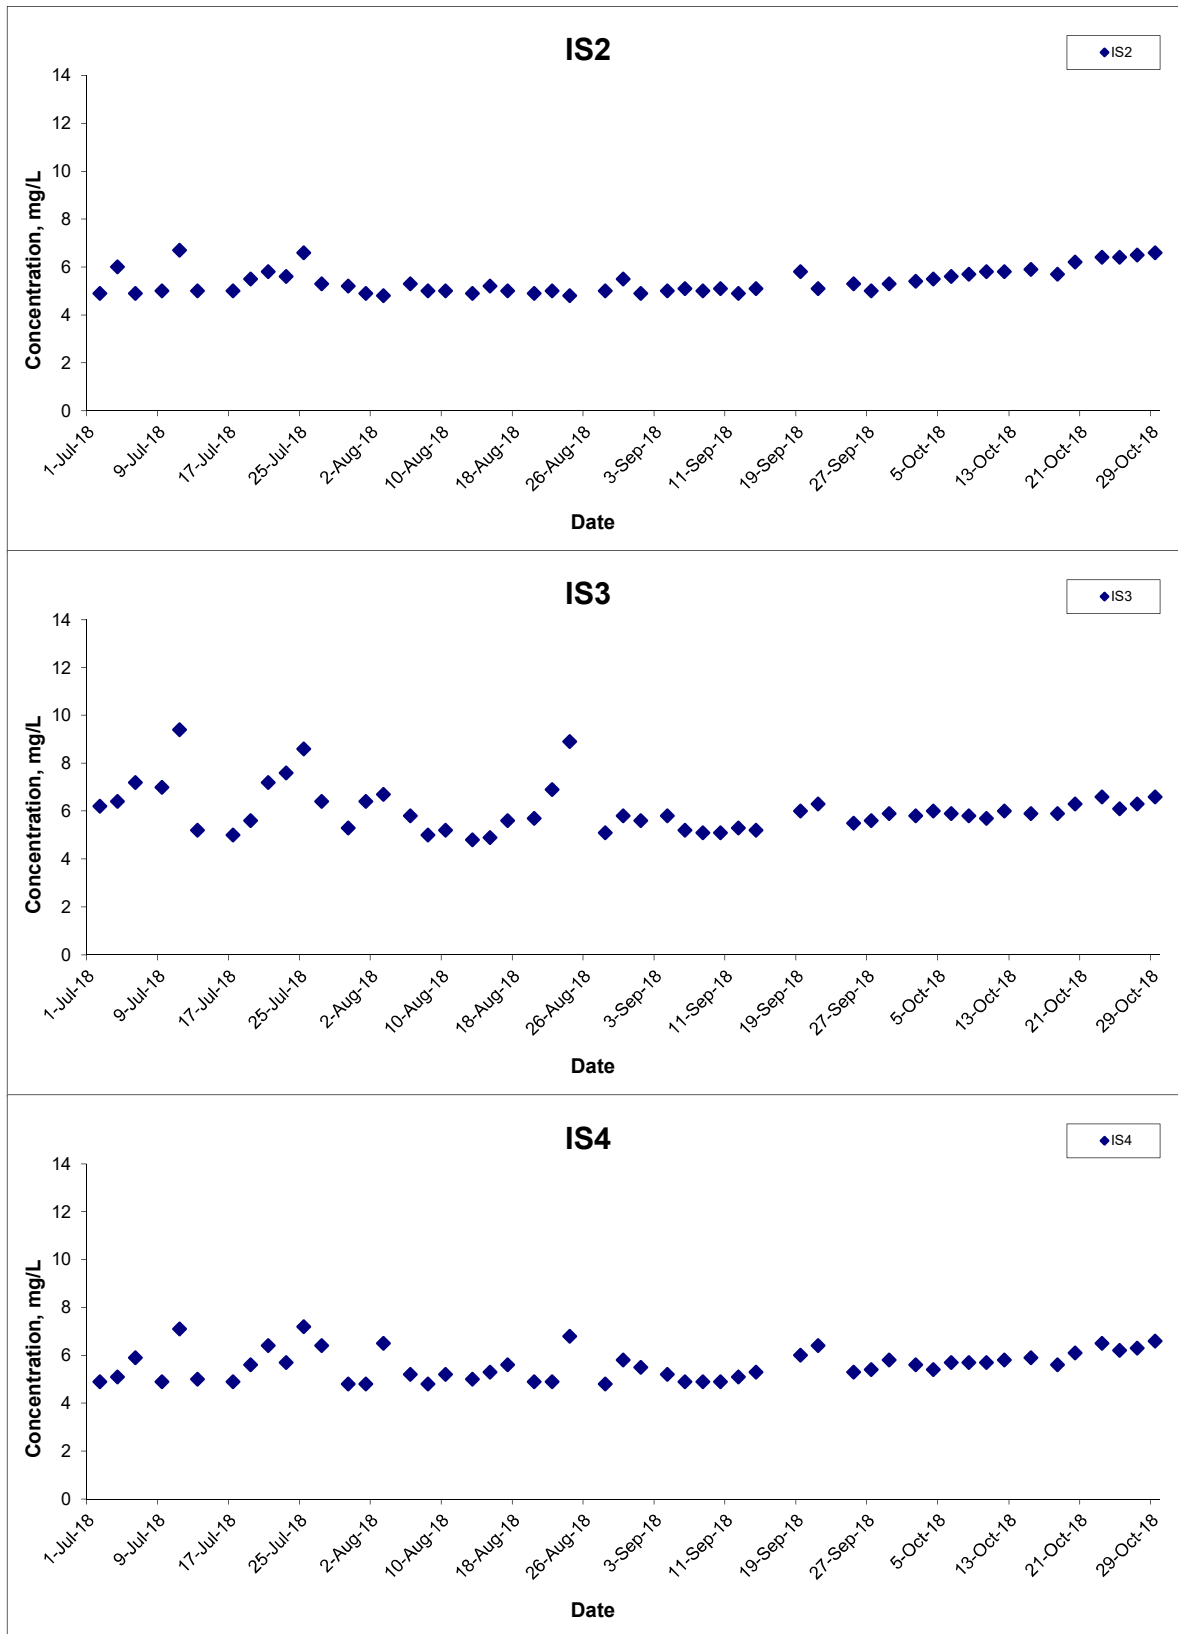 IS2
IS2
14
12
10
8
6
4
2
0
Concentration, mg/L
1-Jul-18
9-Jul-18
17-Jul-18
25-Jul-18
2-Aug-18
10-Aug-18
18-Aug-18
26-Aug-18
3-Sep-18
11-Sep-18
19-Sep-18
27-Sep-18
5-Oct-18
13-Oct-18
21-Oct-18
29-Oct-18
Date
IS3
IS3
14
12
10
8
6
4
2
0
Concentration, mg/L
1-Jul-18
9-Jul-18
17-Jul-18
25-Jul-18
2-Aug-18
10-Aug-18
18-Aug-18
26-Aug-18
3-Sep-18
11-Sep-18
19-Sep-18
27-Sep-18
5-Oct-18
13-Oct-18
21-Oct-18
29-Oct-18
Date
IS4
IS4
14
12
10
8
6
4
2
0
Concentration, mg/L
1-Jul-18
9-Jul-18
17-Jul-18
25-Jul-18
2-Aug-18
10-Aug-18
18-Aug-18
26-Aug-18
3-Sep-18
11-Sep-18
19-Sep-18
27-Sep-18
5-Oct-18
13-Oct-18
21-Oct-18
29-Oct-18
Date